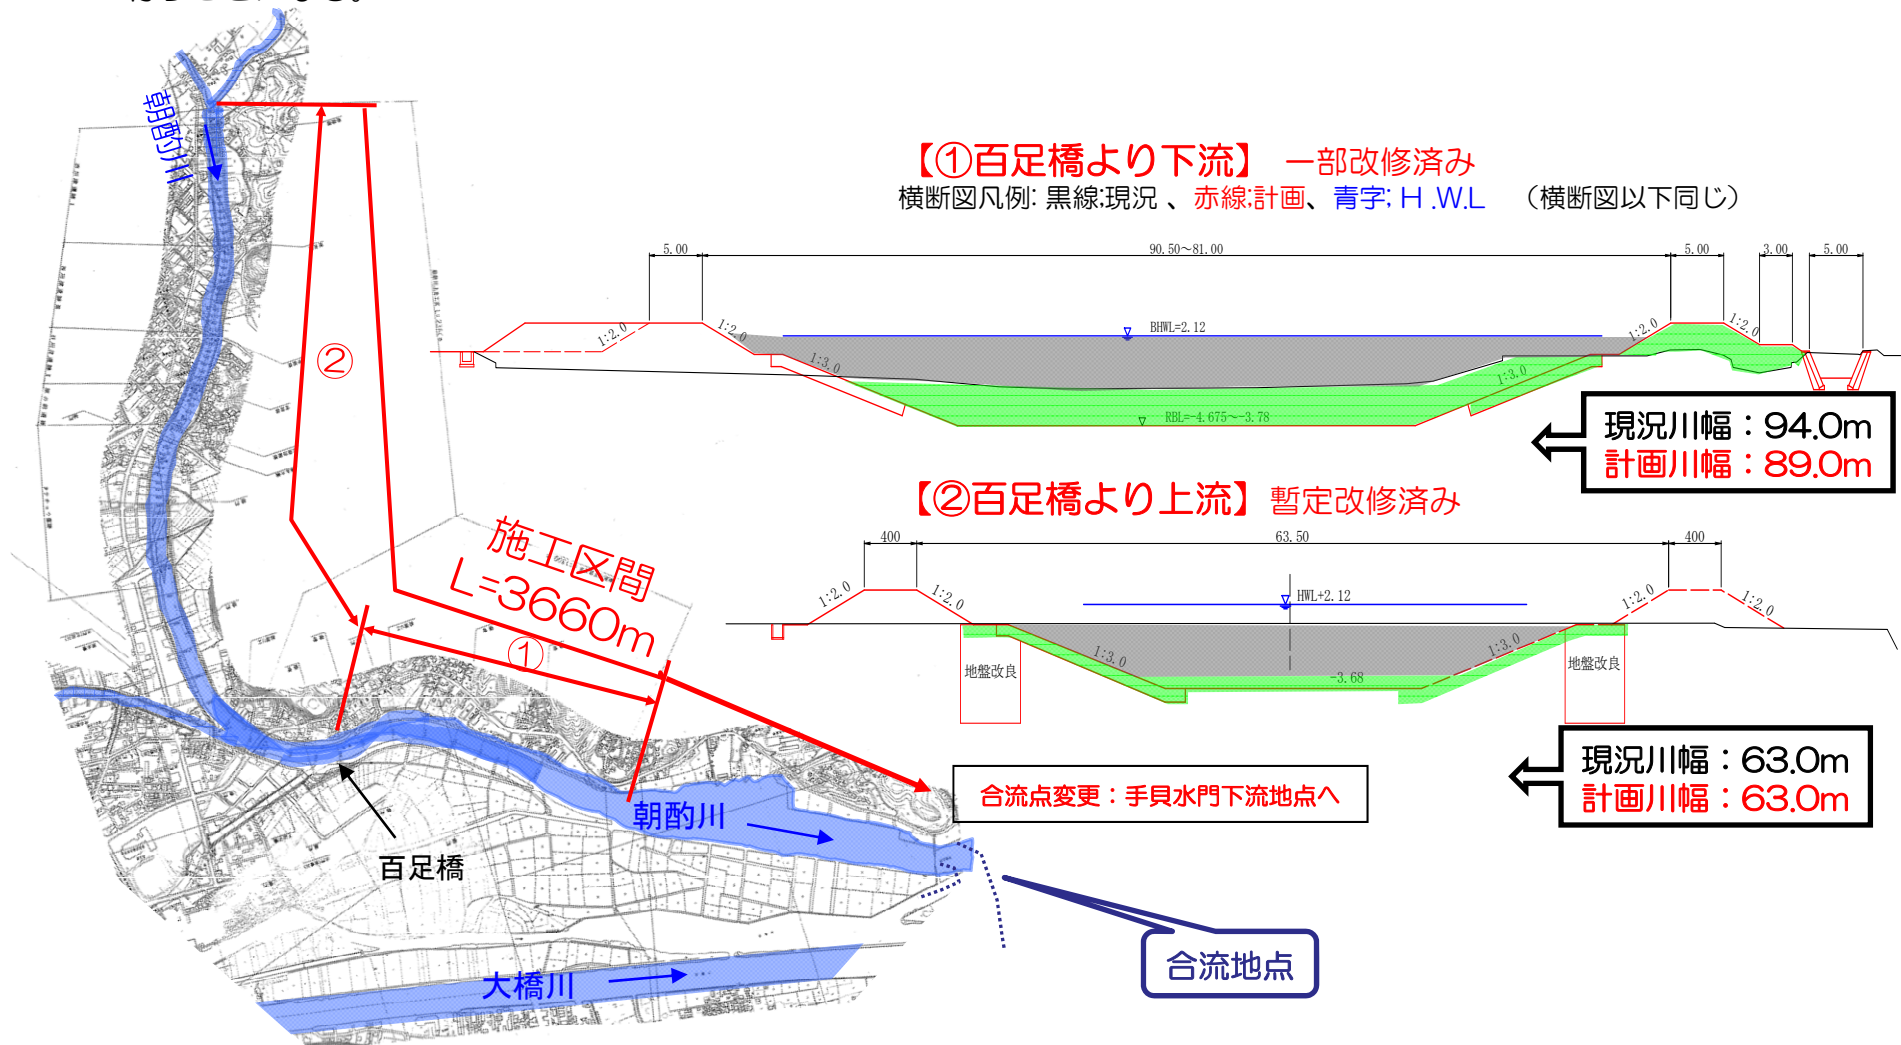 朝酌川
②
施工区間
L=3660m
①
百足橋
朝酌川
大橋川
合流地点
合流点変更：手貝水門下流地点へ
【①百足橋より下流】 一部改修済み
横断図凡例: 黒線;現況 、赤線;計画、青字; H .W.L （横断図以下同じ）
5.00 90.50～81.00 5.00 3.00 5.00
1:2.0 1:2.0 BHWL=2.12 1:2.0 1:2.0
1:3.0 1:3.0
RBL=-4.675～-3.78
現況川幅：94.0m
計画川幅：89.0m
【②百足橋より上流】 暫定改修済み
400 63.50 400
1:2.0 1:2.0 HWL+2.12 1:2.0 1:2.0
地盤改良 1:3.0 -3.68 1:3.0 地盤改良
現況川幅：63.0m
計画川幅：63.0m